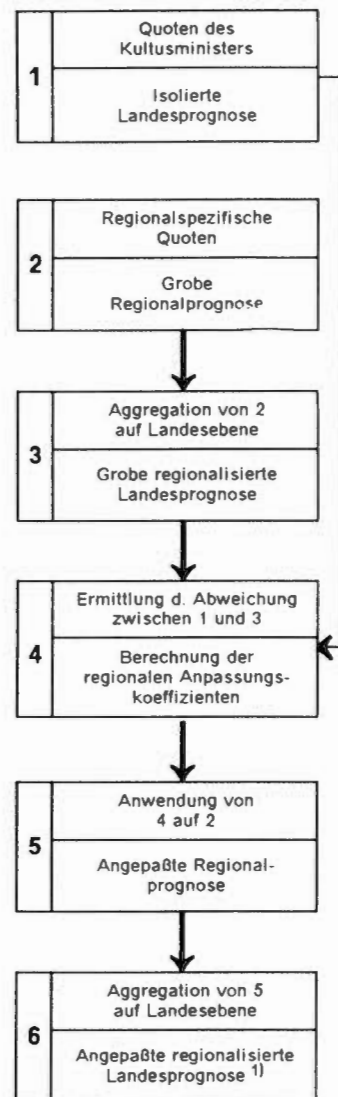 1
Quoten des
Kultusministers
Isolierte
Landesprognose
2
Regionalspezifische
Quoten
Grobe
Regionalprognose
3
Aggregation von 2
auf Landesebene
Grobe regionalisierte
Landesprognose
4
Ermittlung d. Abweichung
zwischen 1 und 3
Berechnung der
regionalen Anpassungs-
koeffizienten
5
Anwendung von
4 auf 2
Angepaßte Regional-
prognose
6
Aggregation von 5
auf Landesebene
Angepaßte regionalisierte
Landesprognose 1)